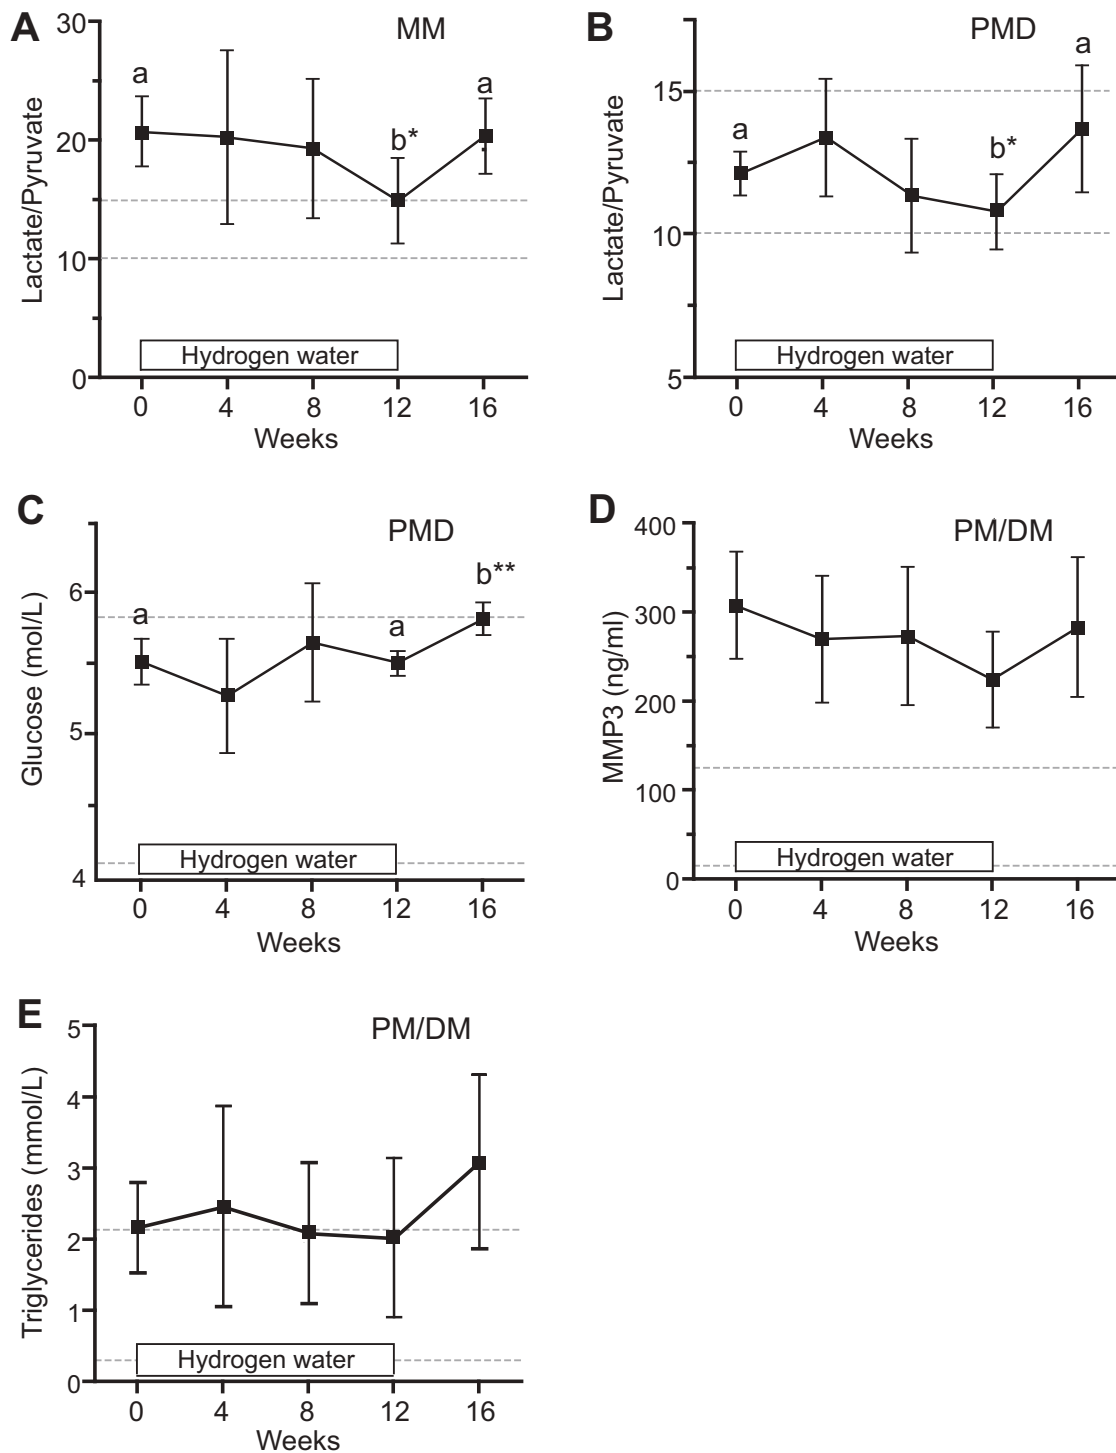 A
MM
Lactate/Pyruvate
30
20
10
0
a
b*
a
Hydrogen water
0 4 8 12 16
Weeks
B
PMD
Lactate/Pyruvate
15
10
5
a
b*
a
Hydrogen water
0 4 8 12 16
Weeks
C
PMD
Glucose (mol/L)
6
5
4
a
a
b**
Hydrogen water
0 4 8 12 16
Weeks
D
PM/DM
MMP3 (ng/ml)
400
300
200
100
0
Hydrogen water
0 4 8 12 16
Weeks
E
PM/DM
Triglycerides (mmol/L)
5
4
3
2
1
0
Hydrogen water
0 4 8 12 16
Weeks